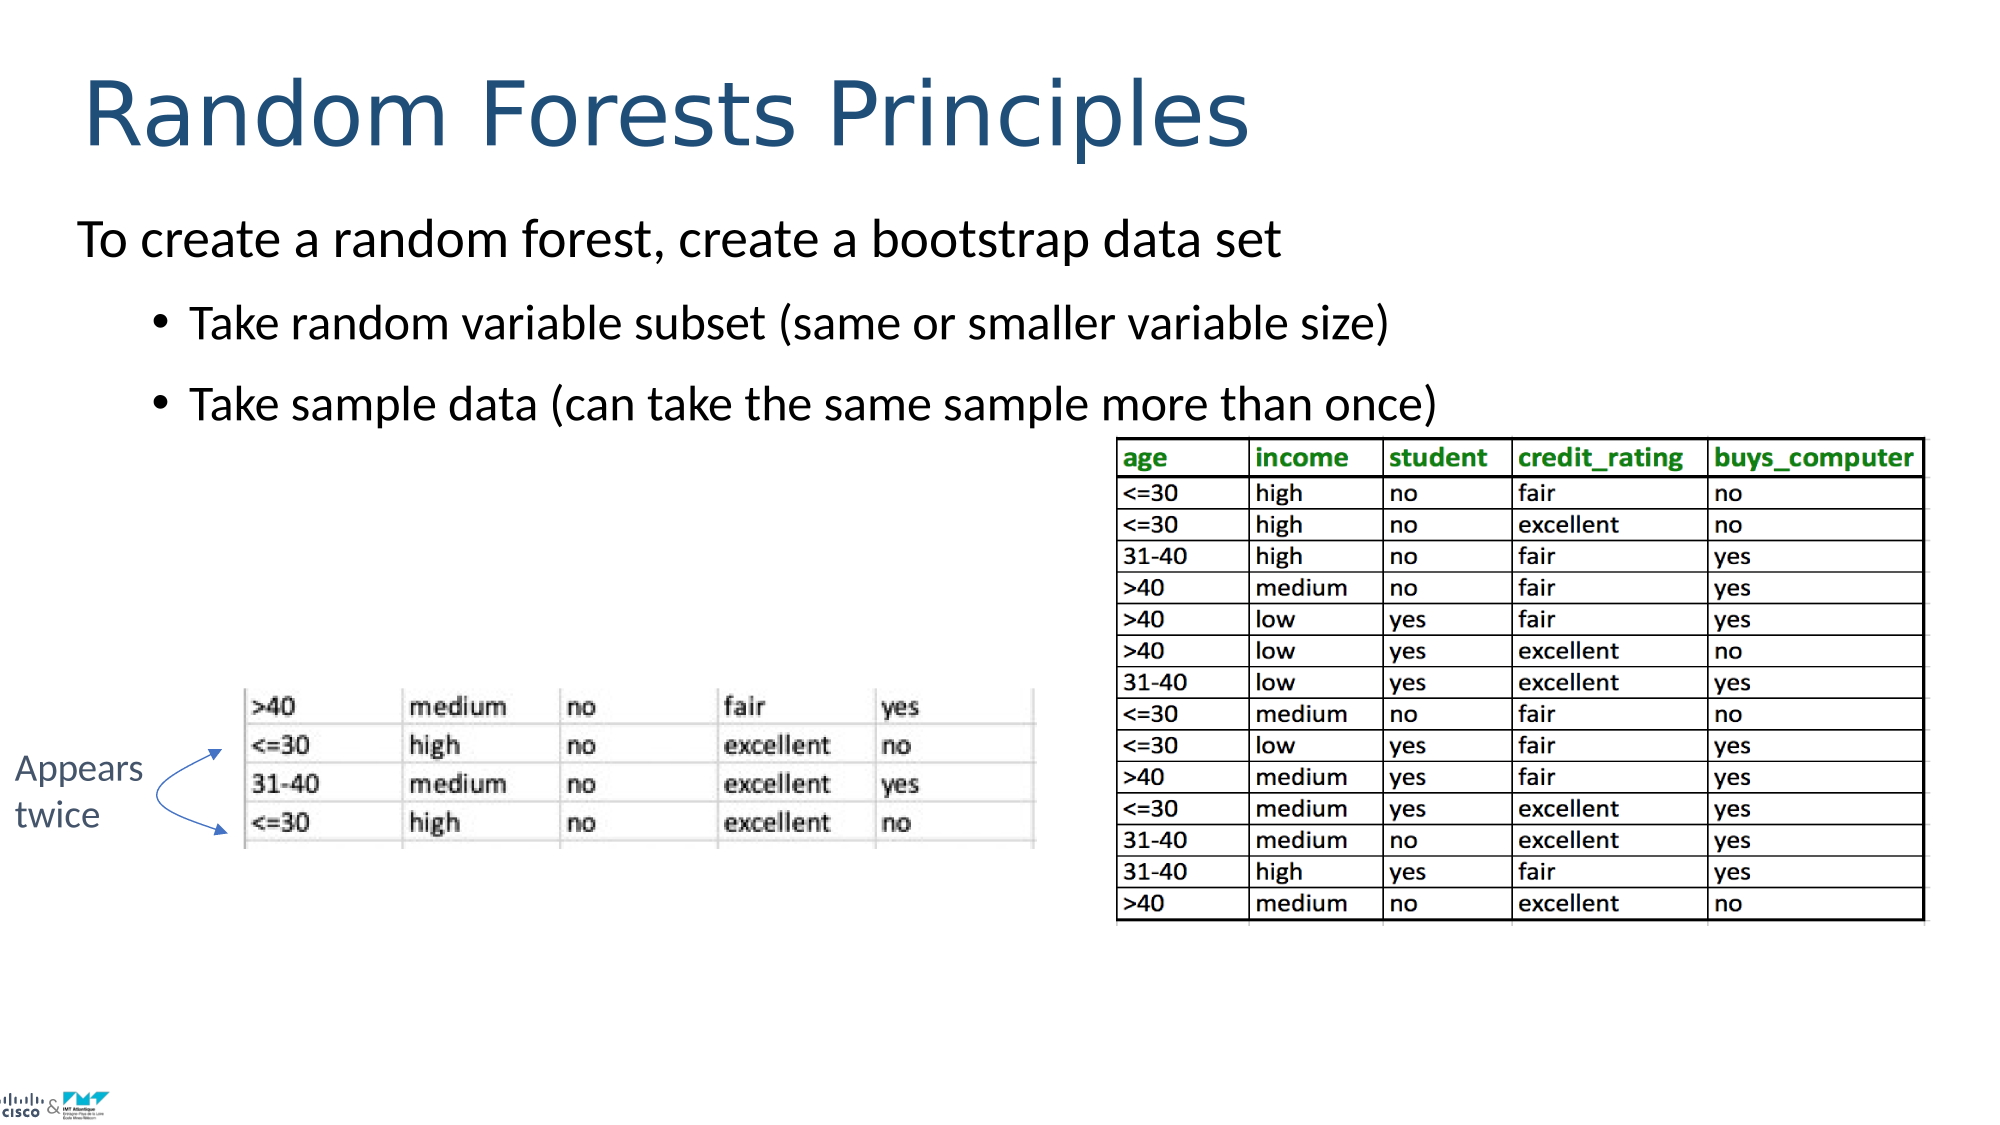 Random Forests Principles
To create a random forest, create a bootstrap data set
• Take random variable subset (same or smaller variable size)
• Take sample data (can take the same sample more than once)
age income student credit_rating buys_computer
<=30 high no fair no
<=30 high no excellent no
31-40 high no fair yes
>40 medium no fair yes
>40 low yes fair yes
>40 low yes excellent no
31-40 low yes excellent yes
<=30 medium no fair no
<=30 low yes fair yes
>40 medium yes fair yes
<=30 medium yes excellent yes
31-40 medium no excellent yes
31-40 high yes fair yes
>40 medium no excellent no
>40 medium no fair yes
<=30 high no excellent no
31-40 medium no excellent yes
<=30 high no excellent no
Appears
twice
CISCO &
IMT Atlantique